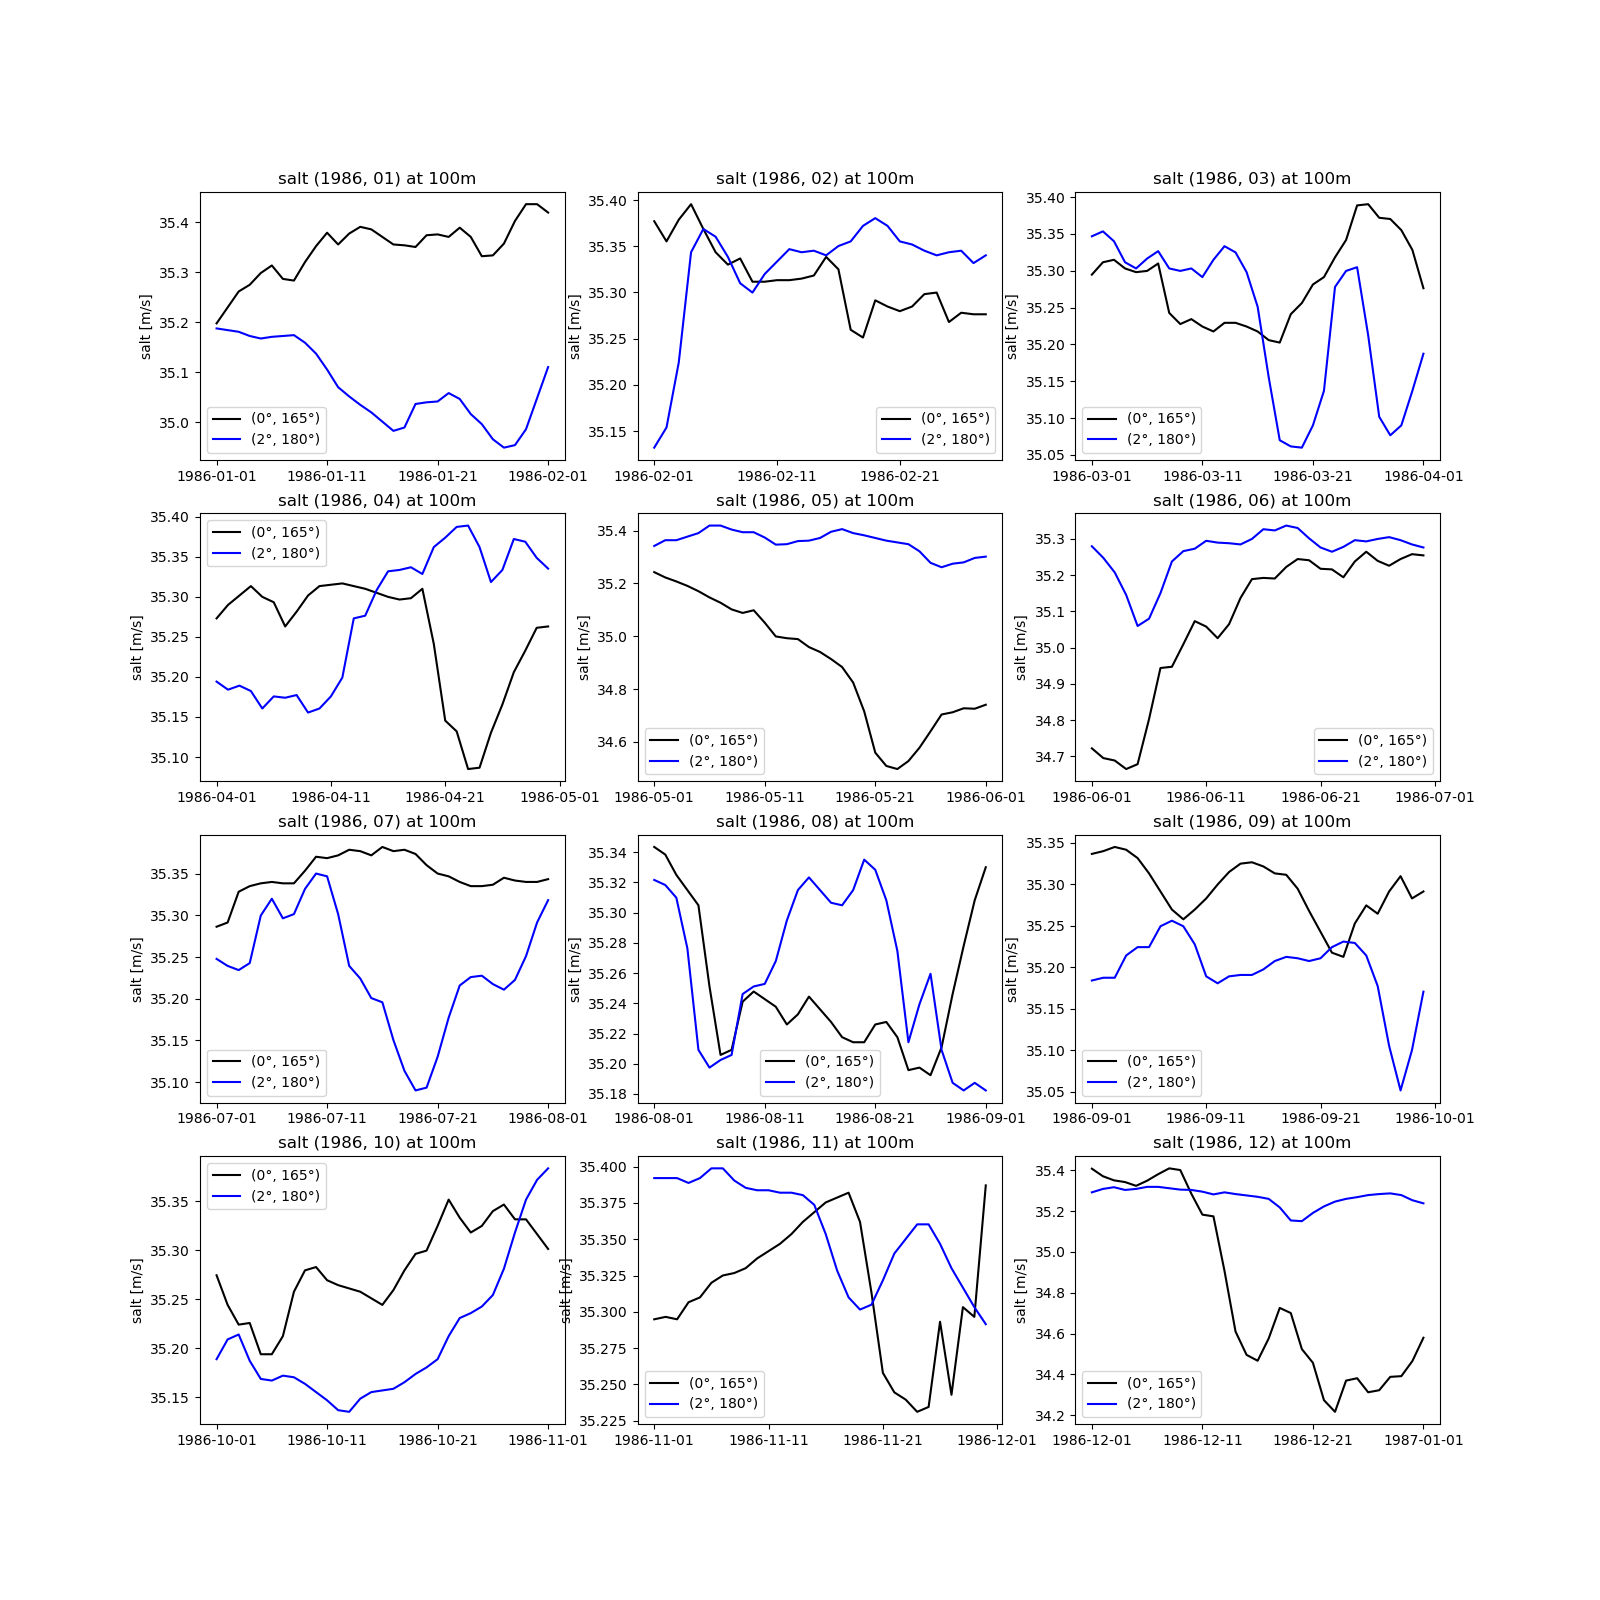 salt (1986, 01) at 100m
salt [m/s]
35.4
35.3
35.2
35.1
35.0
(0°, 165°)
(2°, 180°)
1986-01-01 1986-01-11 1986-01-21 1986-02-01
salt (1986, 02) at 100m
salt [m/s]
35.40
35.35
35.30
35.25
35.20
35.15
(0°, 165°)
(2°, 180°)
1986-02-01 1986-02-11 1986-02-21
salt (1986, 03) at 100m
salt [m/s]
35.40
35.35
35.30
35.25
35.20
35.15
35.10
35.05
(0°, 165°)
(2°, 180°)
1986-03-01 1986-03-11 1986-03-21 1986-04-01
salt (1986, 04) at 100m
salt [m/s]
35.40
35.35
35.30
35.25
35.20
35.15
35.10
(0°, 165°)
(2°, 180°)
1986-04-01 1986-04-11 1986-04-21 1986-05-01
salt (1986, 05) at 100m
salt [m/s]
35.4
35.2
35.0
34.8
34.6
(0°, 165°)
(2°, 180°)
1986-05-01 1986-05-11 1986-05-21 1986-06-01
salt (1986, 06) at 100m
salt [m/s]
35.3
35.2
35.1
35.0
34.9
34.8
34.7
(0°, 165°)
(2°, 180°)
1986-06-01 1986-06-11 1986-06-21 1986-07-01
salt (1986, 07) at 100m
salt [m/s]
35.35
35.30
35.25
35.20
35.15
35.10
(0°, 165°)
(2°, 180°)
1986-07-01 1986-07-11 1986-07-21 1986-08-01
salt (1986, 08) at 100m
salt [m/s]
35.34
35.32
35.30
35.28
35.26
35.24
35.22
35.20
35.18
(0°, 165°)
(2°, 180°)
1986-08-01 1986-08-11 1986-08-21 1986-09-01
salt (1986, 09) at 100m
salt [m/s]
35.35
35.30
35.25
35.20
35.15
35.10
35.05
(0°, 165°)
(2°, 180°)
1986-09-01 1986-09-11 1986-09-21 1986-10-01
salt (1986, 10) at 100m
salt [m/s]
35.35
35.30
35.25
35.20
35.15
(0°, 165°)
(2°, 180°)
1986-10-01 1986-10-11 1986-10-21 1986-11-01
salt (1986, 11) at 100m
salt [m/s]
35.400
35.375
35.350
35.325
35.300
35.275
35.250
35.225
(0°, 165°)
(2°, 180°)
1986-11-01 1986-11-11 1986-11-21 1986-12-01
salt (1986, 12) at 100m
salt [m/s]
35.4
35.2
35.0
34.8
34.6
34.4
34.2
(0°, 165°)
(2°, 180°)
1986-12-01 1986-12-11 1986-12-21 1987-01-01